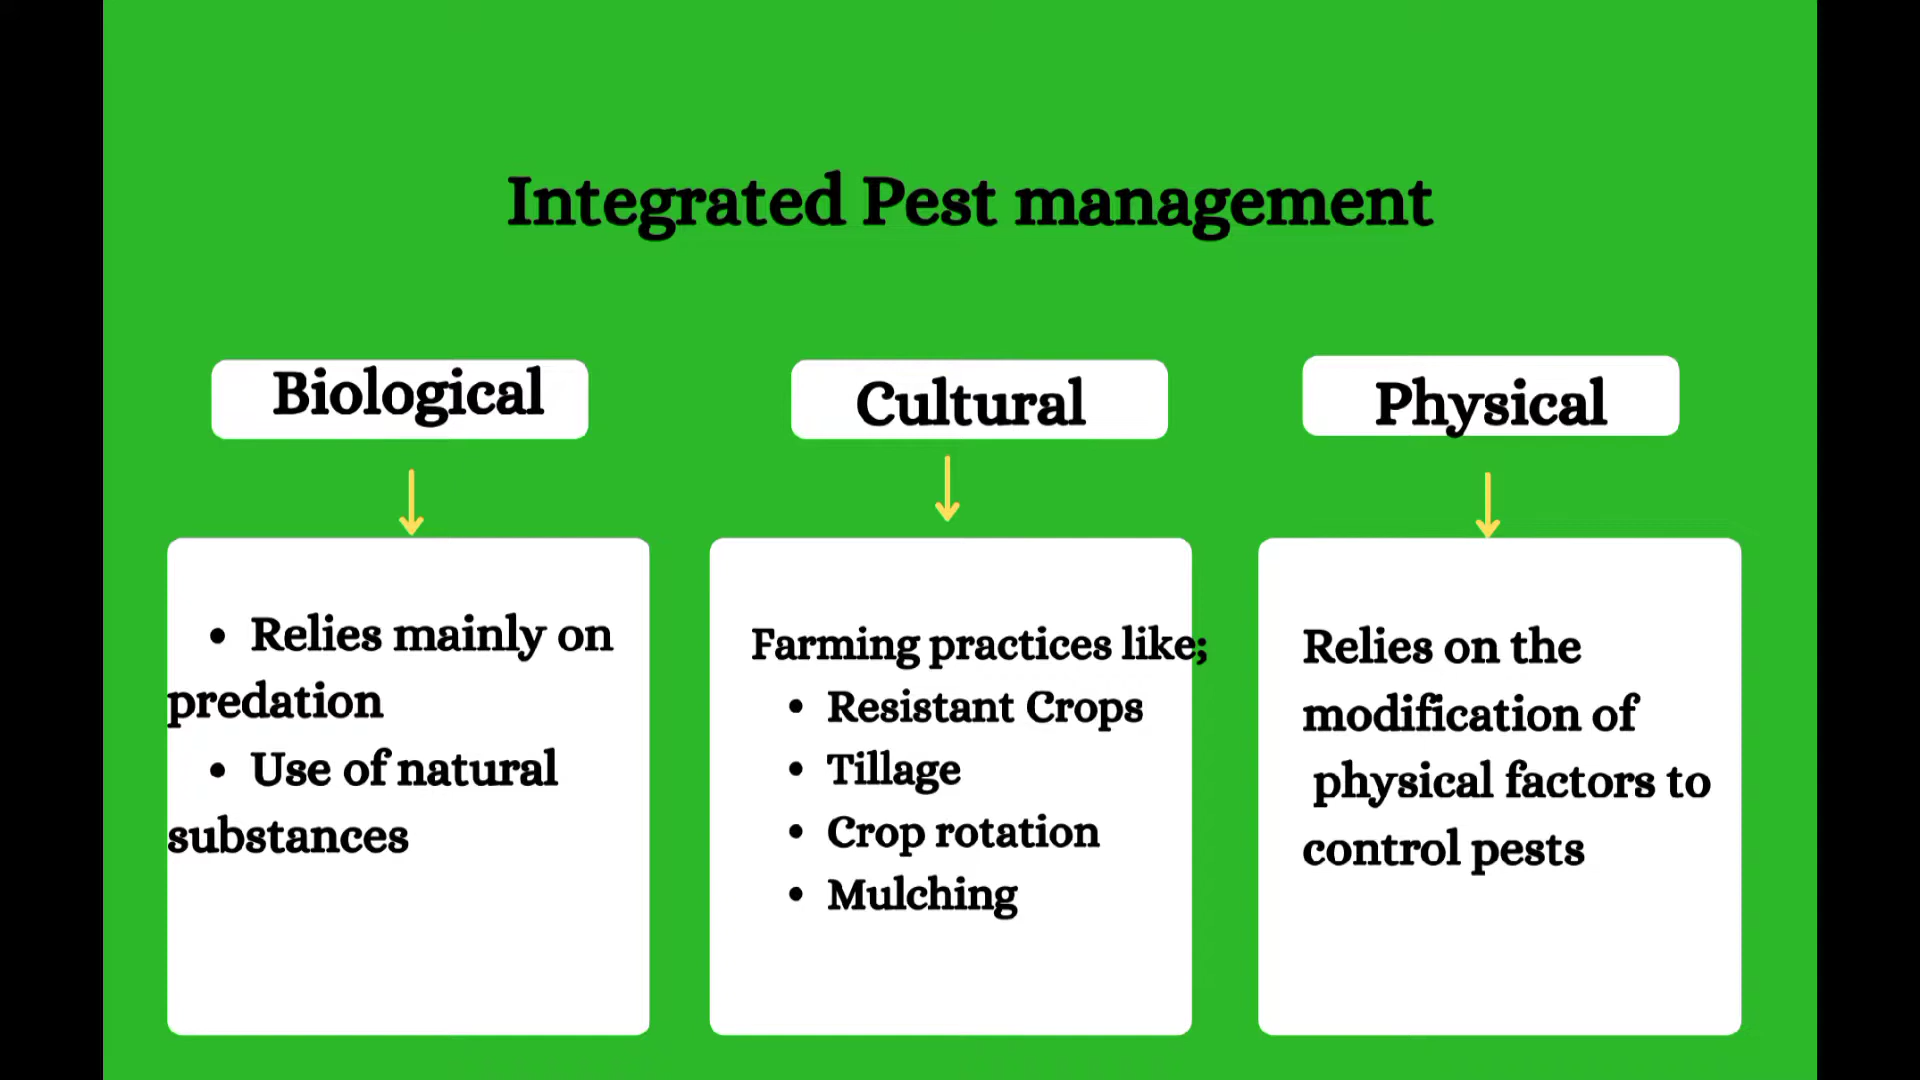 Integrated Pest management
Biological
Cultural
Physical
• Relies mainly on
predation
• Use of natural
substances
Farming practices like;
• Resistant Crops
• Tillage
• Crop rotation
• Mulching
Relies on the
modification of
physical factors to
control pests